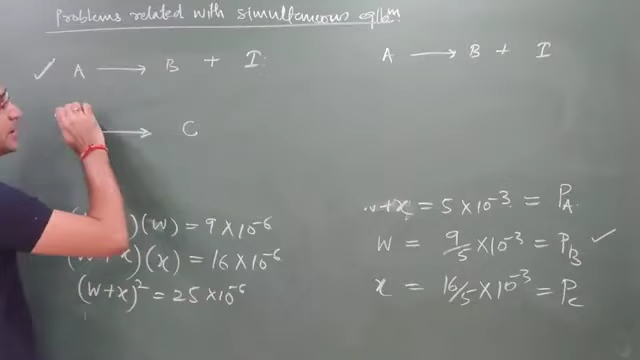 Problems related with simultaneous eqlbm
✓ A → B + I
→ C
)(w) = 9 × 10⁻⁶
x)(x) = 16 × 10⁻⁶
(w+x)² = 25 × 10⁻⁶
A → B + I
w+x = 5 × 10⁻³ = P_A
w = 9/5 × 10⁻³ = P_B ✓
x = 16/5 × 10⁻³ = P_C